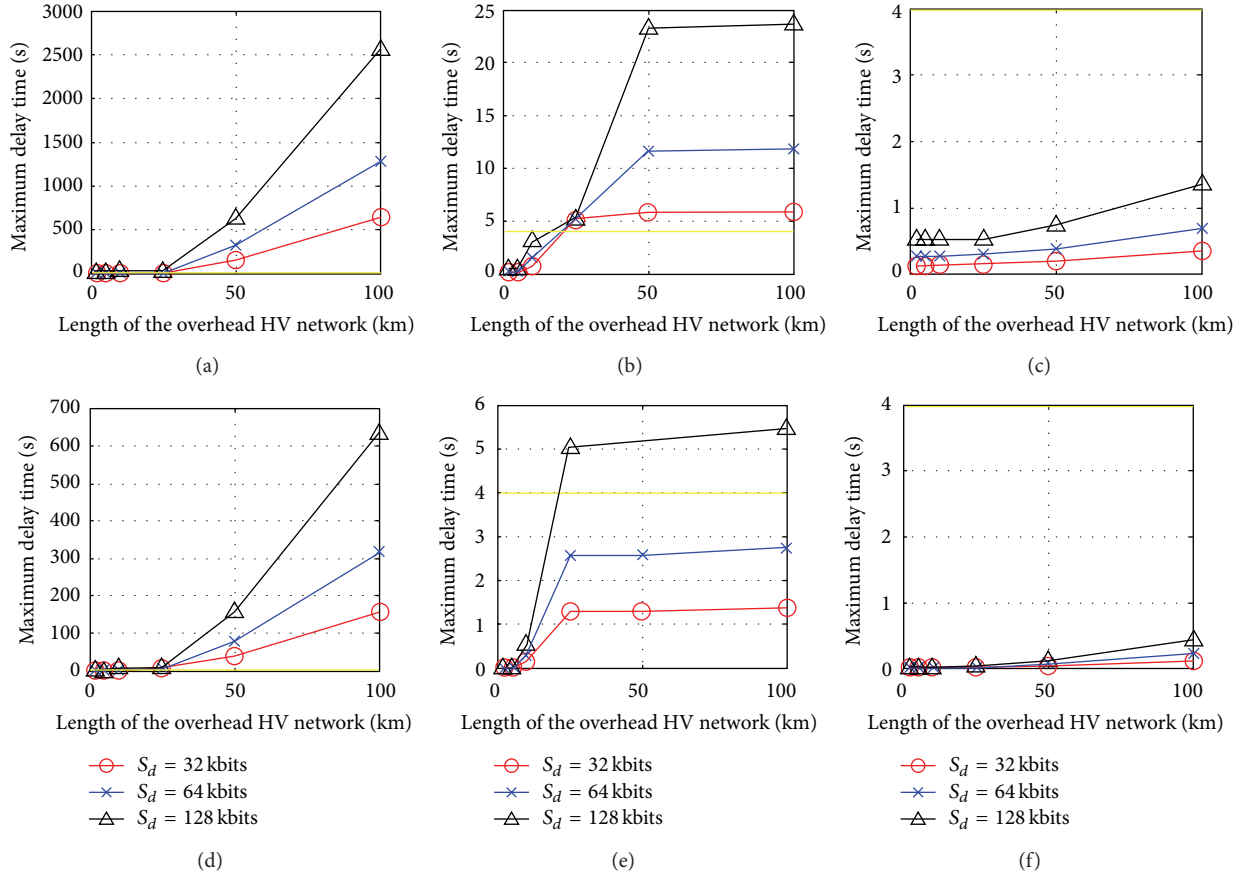 3000
2500
2000
1500
1000
500
0
Maximum delay time (s)
0
50
100
Length of the overhead HV network (km)
(a)
25
20
15
10
5
0
Maximum delay time (s)
0
50
100
Length of the overhead HV network (km)
(b)
4
3
2
1
0
Maximum delay time (s)
0
50
100
Length of the overhead HV network (km)
(c)
700
600
500
400
300
200
100
0
Maximum delay time (s)
0
50
100
Length of the overhead HV network (km)
S_d = 32 kbits
S_d = 64 kbits
S_d = 128 kbits
(d)
6
5
4
3
2
1
0
Maximum delay time (s)
0
50
100
Length of the overhead HV network (km)
S_d = 32 kbits
S_d = 64 kbits
S_d = 128 kbits
(e)
4
3
2
1
0
Maximum delay time (s)
0
50
100
Length of the overhead HV network (km)
S_d = 32 kbits
S_d = 64 kbits
S_d = 128 kbits
(f)